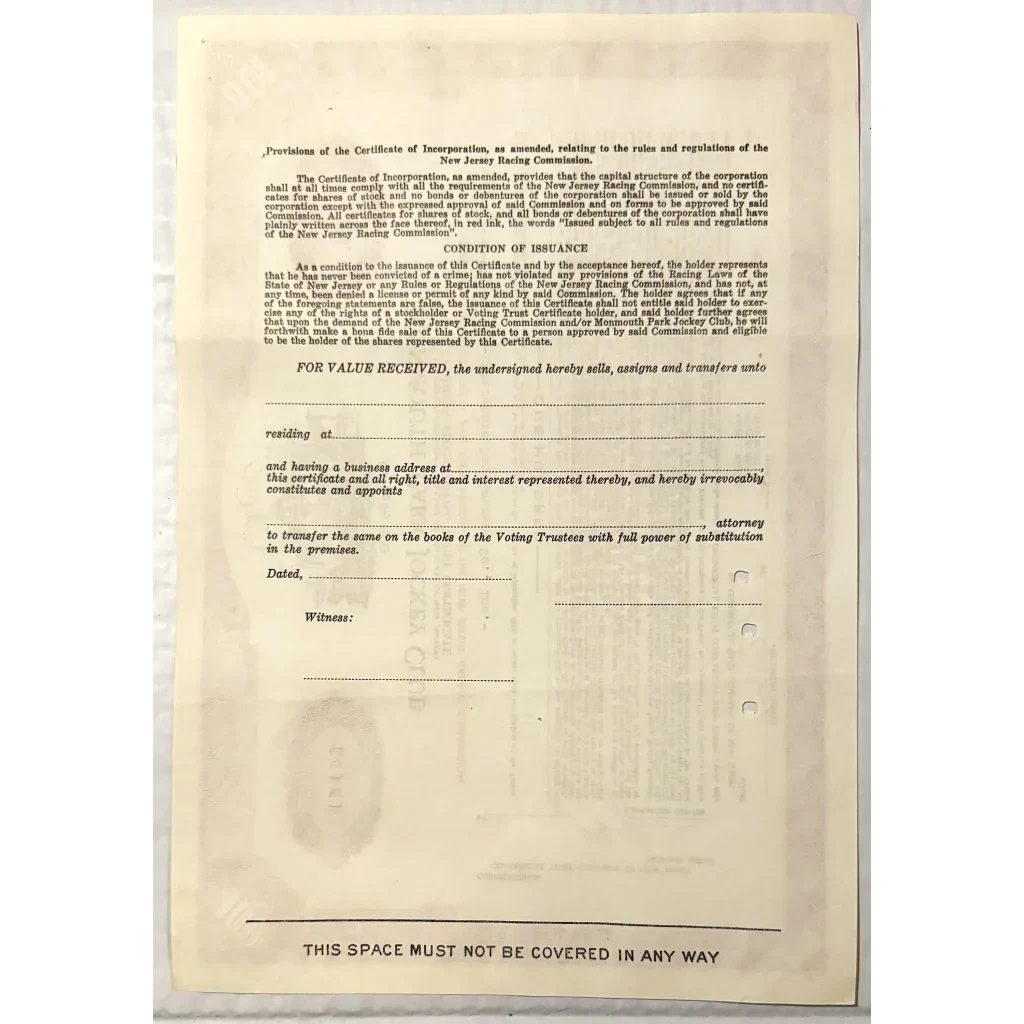 Provisions of the Certificate of Incorporation, as amended, relating to the rules and regulations of the
New Jersey Racing Commission.
The Certificate of Incorporation, as amended, provides that the capital structure of the corporation
shall at all times comply with all the requirements of the New Jersey Racing Commission, and no certifi-
cates for shares of stock and no bonds or debentures of the corporation shall be issued or sold by the
corporation except with the expressed approval of said Commission and on forms to be approved by said
Commission. All certificates for shares of stock, and all bonds or debentures of the corporation shall have
plainly written across the face thereof, in red ink, the words "Issued subject to all rules and regulations
of the New Jersey Racing Commission".
CONDITION OF ISSUANCE
As a condition to the issuance of this Certificate and by the acceptance hereof, the holder represents
that he has never been convicted of a crime; has not violated any provisions of the Racing Laws of the
State of New Jersey or any Rules or Regulations of the New Jersey Racing Commission, and has not, at
any time, been denied a license or permit of any kind by said Commission. The holder agrees that if any
of the foregoing statements are false, the issuance of this Certificate shall not entitle said holder to exer-
cise any of the rights of a stockholder or Voting Trust Certificate holder, and said holder further agrees
that upon the demand of the New Jersey Racing Commission and/or Monmouth Park Jockey Club, he will
forthwith make a bona fide sale of this Certificate to a person approved by said Commission and eligible
to be the holder of the shares represented by this Certificate.
FOR VALUE RECEIVED, the undersigned hereby sells, assigns and transfers unto
residing at
and having a business address at,
this certificate and all right, title and interest represented thereby, and hereby irrevocably
constitutes and appoints
, attorney
to transfer the same on the books of the Voting Trustees with full power of substitution
in the premises.
Dated,
Witness:
THIS SPACE MUST NOT BE COVERED IN ANY WAY